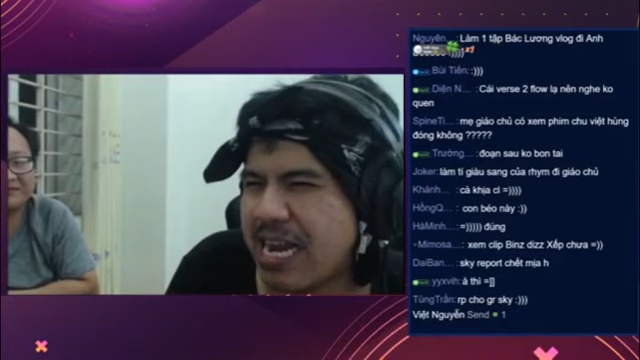 Nguyên... : Làm 1 tập Bác Lương vlog đi Anh
:)))) x1
Bùi Tiến: :)))
Diện N... : Cái verse 2 flow lạ nên nghe ko
quen
SpineTi... : mẹ giáo chủ có xem phim chu việt hùng
đóng không ?????
Trường... : đoạn sau ko bon tai
Joker: làm tí giàu sang của rhym đi giáo chủ
Khánh... : cà khịa cl =))))
HồngQ... : con béo này :))
HàMinh... : =)))) đúng
+Mimosa... : xem clip Binz dizz Xếp chưa =))
DaiBan... : sky report chết mịa h
yyxvih: à thì =]]
TùngTrần: rp cho gr sky :)))
Việt Nguyễn Send 1